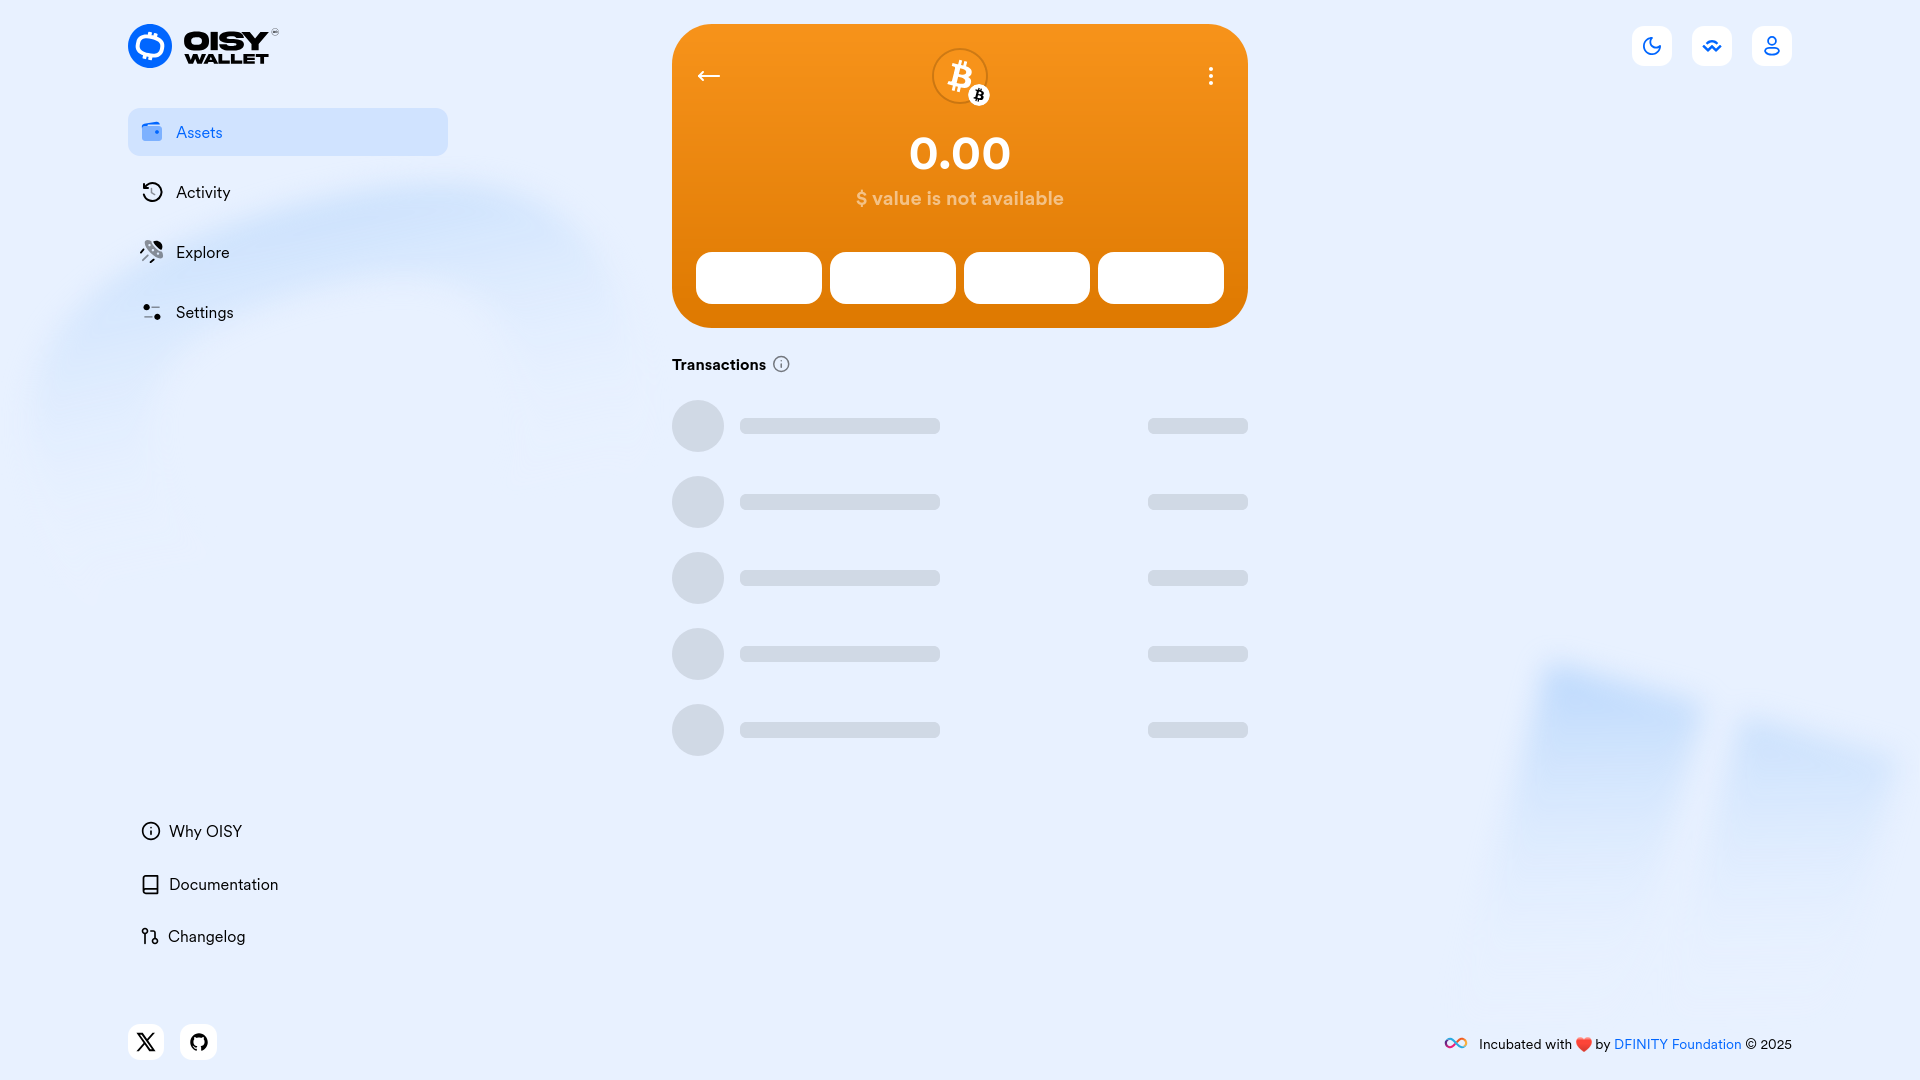 OISY
WALLET
Assets
Activity
Explore
Settings
0.00
$ value is not available
Transactions
Why OISY
Documentation
Changelog
Incubated with ❤️ by DFINITY Foundation © 2025